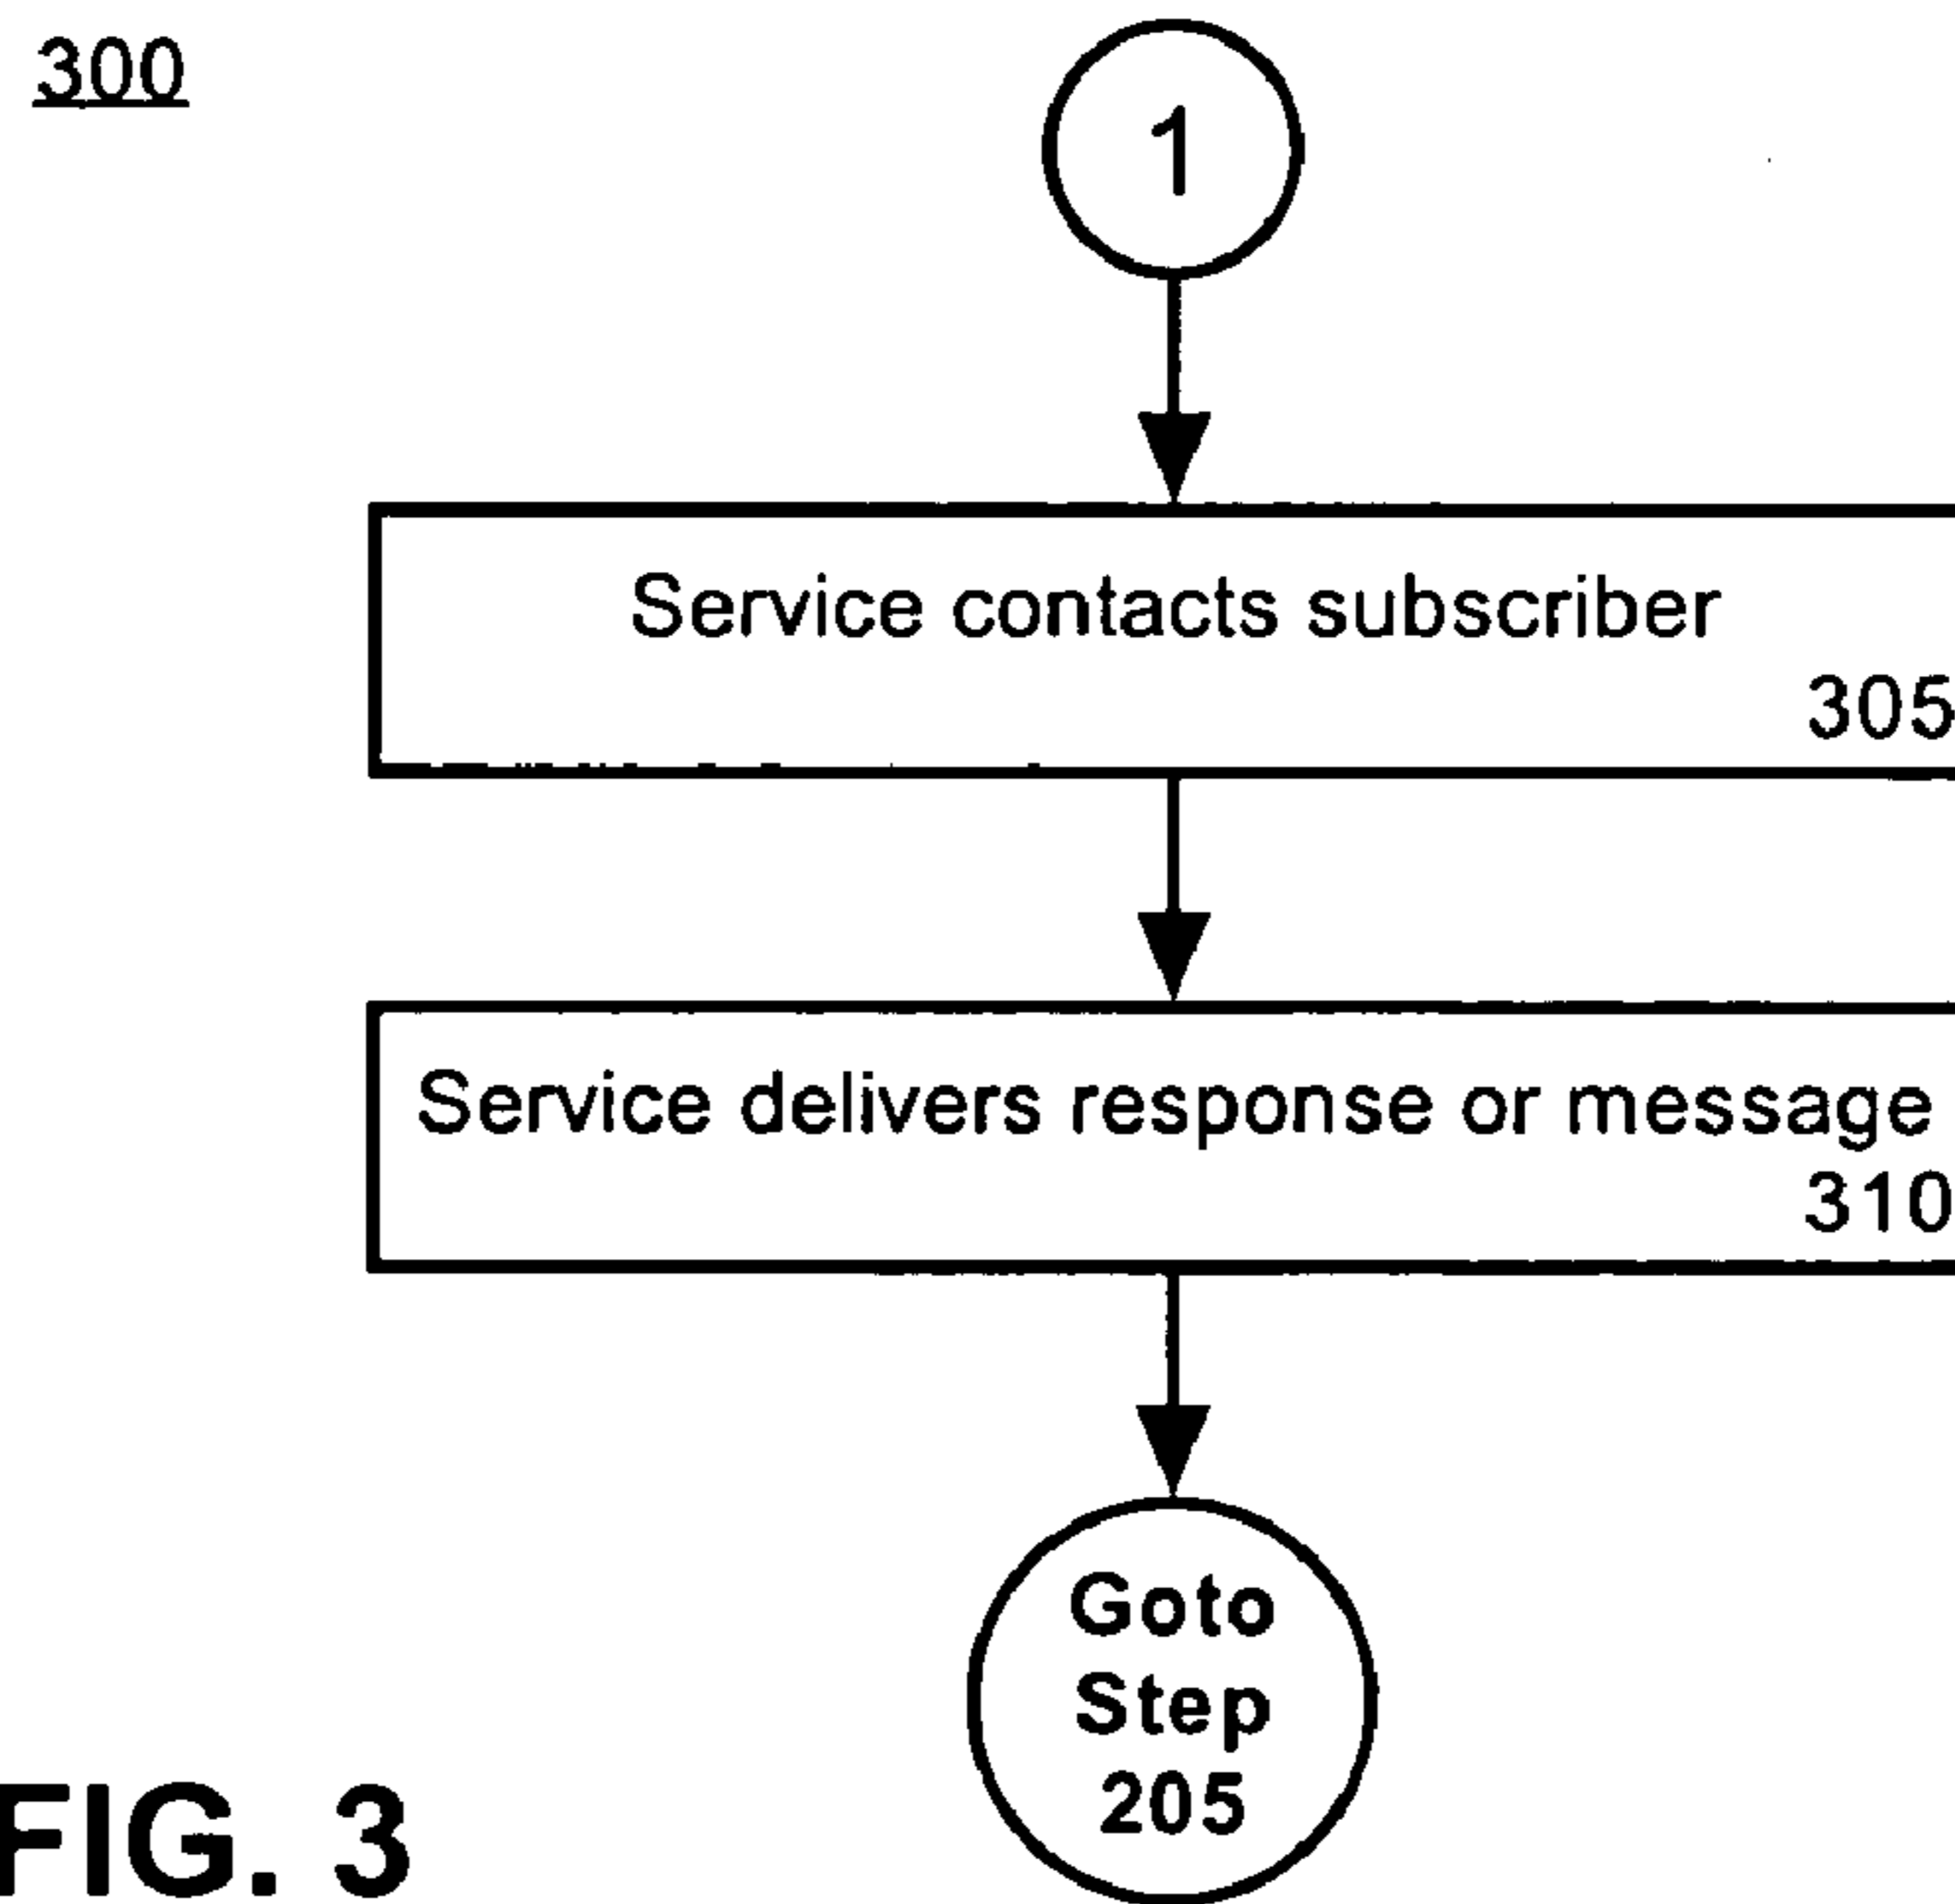 300
1
Service contacts subscriber
305
Service delivers response or message
310
Goto
Step
205
FIG. 3